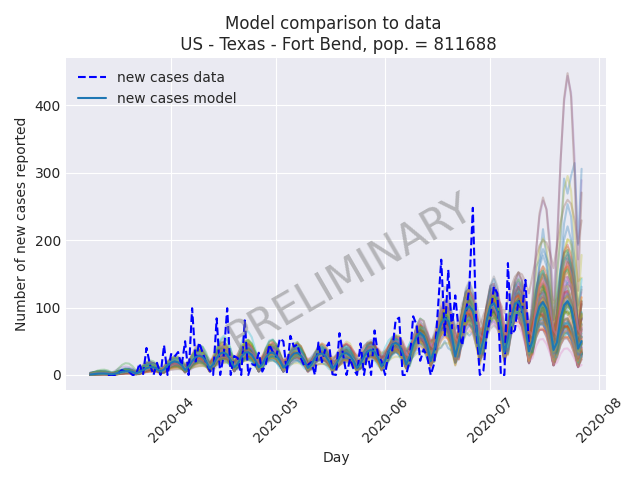 Model comparison to data
US - Texas - Fort Bend, pop. = 811688
new cases data
new cases model
PRELIMINARY
Number of new cases reported
400
300
200
100
0
2020-04
2020-05
2020-06
2020-07
2020-08
Day